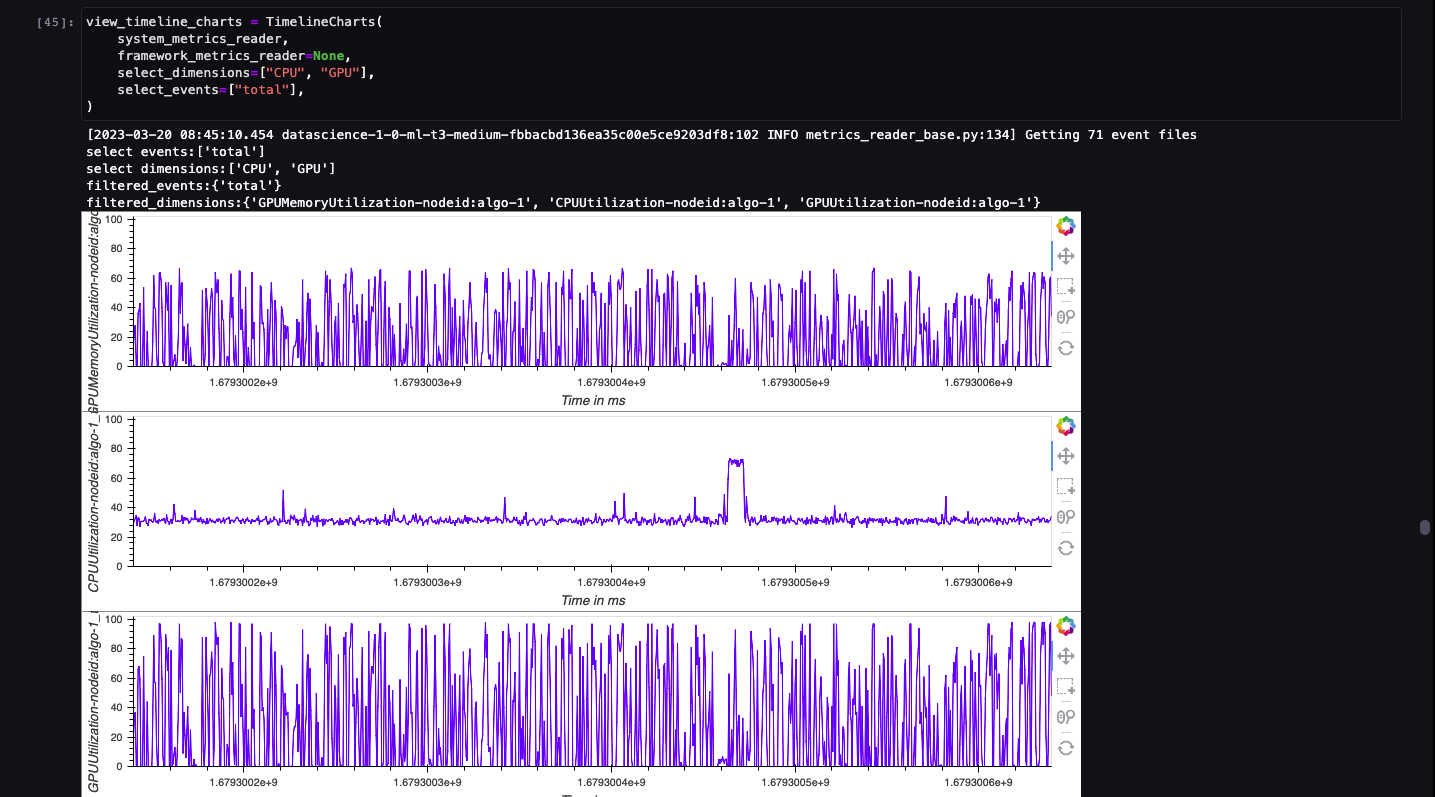 [45]: view_timeline_charts = TimelineCharts(
    system_metrics_reader,
    framework_metrics_reader=None,
    select_dimensions=["CPU", "GPU"],
    select_events=["total"],
)
[2023-03-20 08:45:10.454 datascience-1-0-ml-t3-medium-fbbacbd136ea35c00e5ce9203df8:102 INFO metrics_reader_base.py:134] Getting 71 event files
select events:['total']
select dimensions:['CPU', 'GPU']
filtered_events:{'total'}
filtered_dimensions:{'GPUMemoryUtilization-nodeid:algo-1', 'CPUUtilization-nodeid:algo-1', 'GPUUtilization-nodeid:algo-1'}
GPUMemoryUtilization-nodeid:algo
100
80
60
40
20
0
1.6793002e+9 1.6793003e+9 1.6793004e+9 1.6793005e+9 1.6793006e+9
Time in ms
CPUUtilization-nodeid:algo-1_
100
80
60
40
20
0
1.6793002e+9 1.6793003e+9 1.6793004e+9 1.6793005e+9 1.6793006e+9
Time in ms
GPUUtilization-nodeid:algo-1_
100
80
60
40
20
0
1.6793002e+9 1.6793003e+9 1.6793004e+9 1.6793005e+9 1.6793006e+9